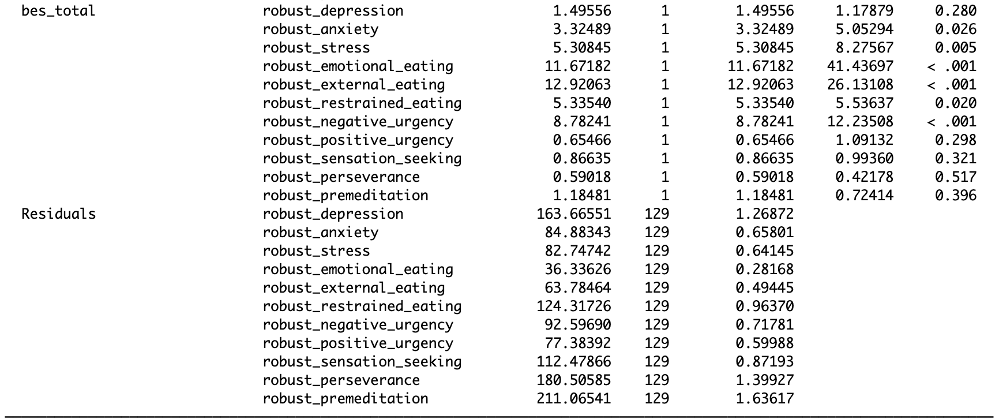 bes_total robust_depression 1.49556 1 1.49556 1.17879 0.280
robust_anxiety 3.32489 1 3.32489 5.05294 0.026
robust_stress 5.30845 1 5.30845 8.27567 0.005
robust_emotional_eating 11.67182 1 11.67182 41.43697 < .001
robust_external_eating 12.92063 1 12.92063 26.13108 < .001
robust_restrained_eating 5.33540 1 5.33540 5.53637 0.020
robust_negative_urgency 8.78241 1 8.78241 12.23508 < .001
robust_positive_urgency 0.65466 1 0.65466 1.09132 0.298
robust_sensation_seeking 0.86635 1 0.86635 0.99360 0.321
robust_perseverance 0.59018 1 0.59018 0.42178 0.517
robust_premeditation 1.18481 1 1.18481 0.72414 0.396
Residuals robust_depression 163.66551 129 1.26872
robust_anxiety 84.88343 129 0.65801
robust_stress 82.74742 129 0.64145
robust_emotional_eating 36.33626 129 0.28168
robust_external_eating 63.78464 129 0.49445
robust_restrained_eating 124.31726 129 0.96370
robust_negative_urgency 92.59690 129 0.71781
robust_positive_urgency 77.38392 129 0.59988
robust_sensation_seeking 112.47866 129 0.87193
robust_perseverance 180.50585 129 1.39927
robust_premeditation 211.06541 129 1.63617